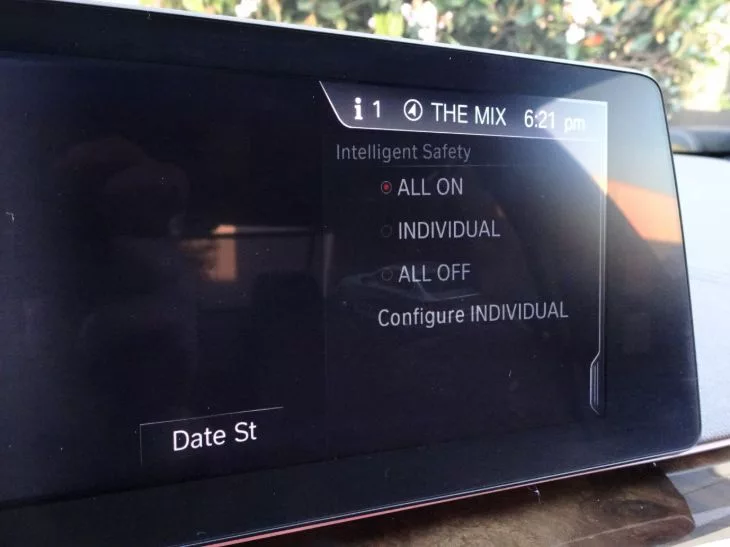 i 1 THE MIX 6:21 pm
Intelligent Safety
ALL ON
INDIVIDUAL
ALL OFF
Configure INDIVIDUAL
Date St